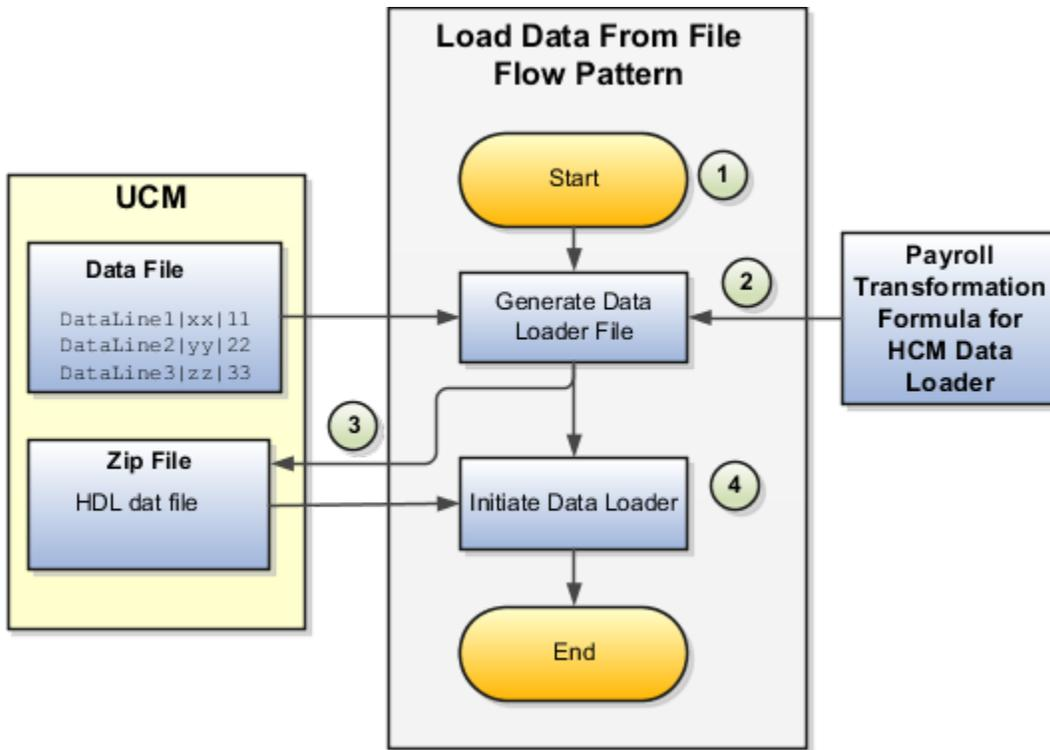 Load Data From File
Flow Pattern
Start
1
UCM
Data File
DataLine1|xx|11
DataLine2|yy|22
DataLine3|zz|33
Generate Data
Loader File
2
Payroll
Transformation
Formula for
HCM Data
Loader
3
Zip File
HDL dat file
Initiate Data Loader
4
End